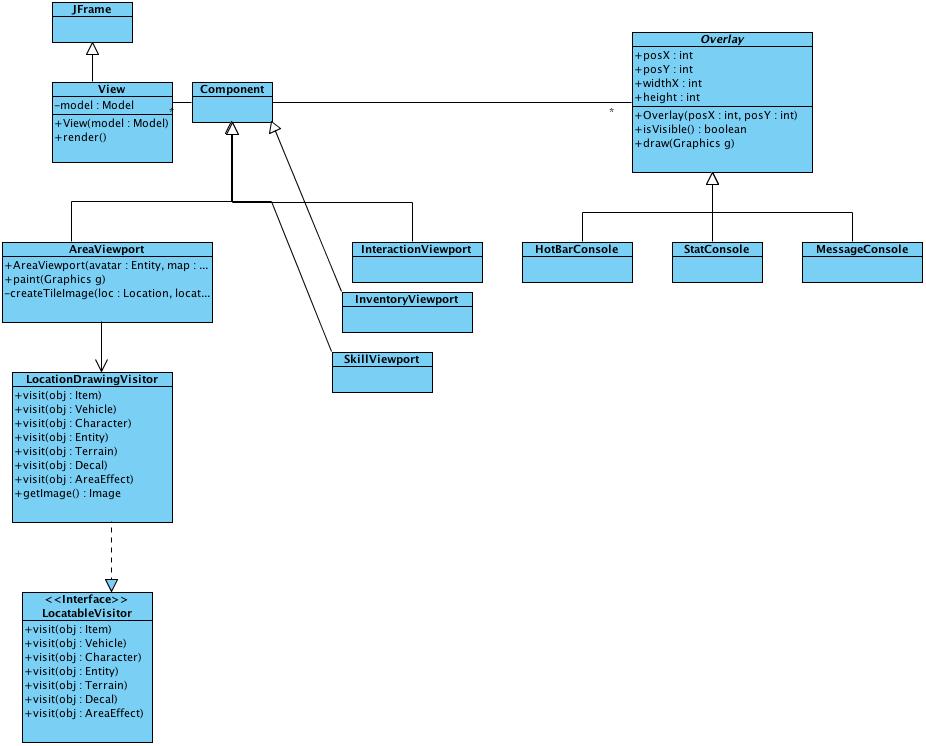 JFrame
View
-model : Model
+View(model : Model)
+render()
*
Component
*
Overlay
+posX : int
+posY : int
+widthX : int
+height : int
+Overlay(posX : int, posY : int)
+isVisible() : boolean
+draw(Graphics g)
AreaViewport
+AreaViewport(avatar : Entity, map : ...
+paint(Graphics g)
-createTileImage(loc : Location, locat...
InteractionViewport
InventoryViewport
SkillViewport
HotBarConsole
StatConsole
MessageConsole
LocationDrawingVisitor
+visit(obj : Item)
+visit(obj : Vehicle)
+visit(obj : Character)
+visit(obj : Entity)
+visit(obj : Terrain)
+visit(obj : Decal)
+visit(obj : AreaEffect)
+getImage() : Image
<<Interface>>
LocatableVisitor
+visit(obj : Item)
+visit(obj : Vehicle)
+visit(obj : Character)
+visit(obj : Entity)
+visit(obj : Terrain)
+visit(obj : Decal)
+visit(obj : AreaEffect)